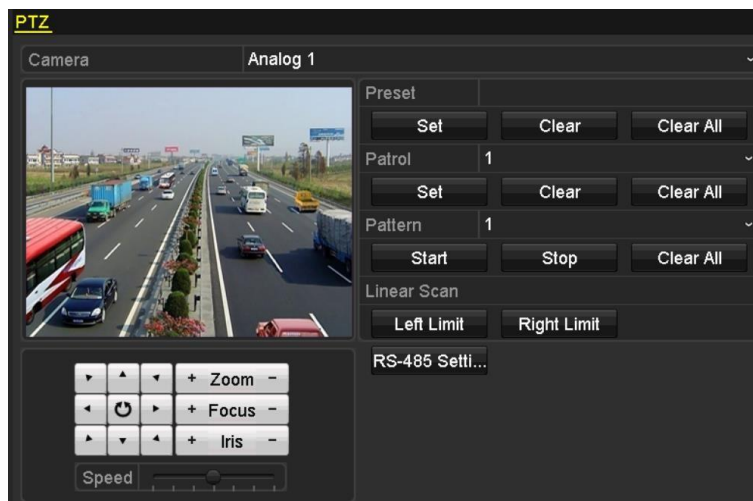 PTZ
Camera Analog 1
Preset
Set Clear Clear All
Patrol 1
Set Clear Clear All
Pattern 1
Start Stop Clear All
Linear Scan
Left Limit Right Limit
RS-485 Setti...
+ Zoom -
+ Focus -
+ Iris -
Speed